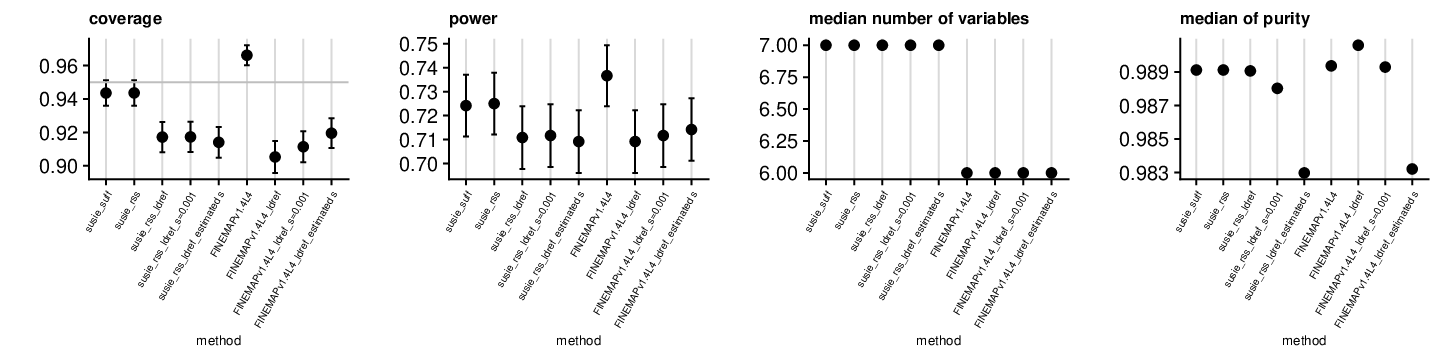 coverage
0.96
0.94
0.92
0.90
susie_suff
susie_rss
susie_rss_ldref
susie_rss_ldref_s=0.001
susie_rss_ldref_estimated s
FINEMAPv1.4L4
FINEMAPv1.4L4_ldref
FINEMAPv1.4L4_ldref_s=0.001
FINEMAPv1.4L4_ldref_estimated s
method
power
0.75
0.74
0.73
0.72
0.71
0.70
susie_suff
susie_rss
susie_rss_ldref
susie_rss_ldref_s=0.001
susie_rss_ldref_estimated s
FINEMAPv1.4L4
FINEMAPv1.4L4_ldref
FINEMAPv1.4L4_ldref_s=0.001
FINEMAPv1.4L4_ldref_estimated s
method
median number of variables
7.00
6.75
6.50
6.25
6.00
susie_suff
susie_rss
susie_rss_ldref
susie_rss_ldref_s=0.001
susie_rss_ldref_estimated s
FINEMAPv1.4L4
FINEMAPv1.4L4_ldref
FINEMAPv1.4L4_ldref_s=0.001
FINEMAPv1.4L4_ldref_estimated s
method
median of purity
0.989
0.987
0.985
0.983
susie_suff
susie_rss
susie_rss_ldref
susie_rss_ldref_s=0.001
susie_rss_ldref_estimated s
FINEMAPv1.4L4
FINEMAPv1.4L4_ldref
FINEMAPv1.4L4_ldref_s=0.001
FINEMAPv1.4L4_ldref_estimated s
method